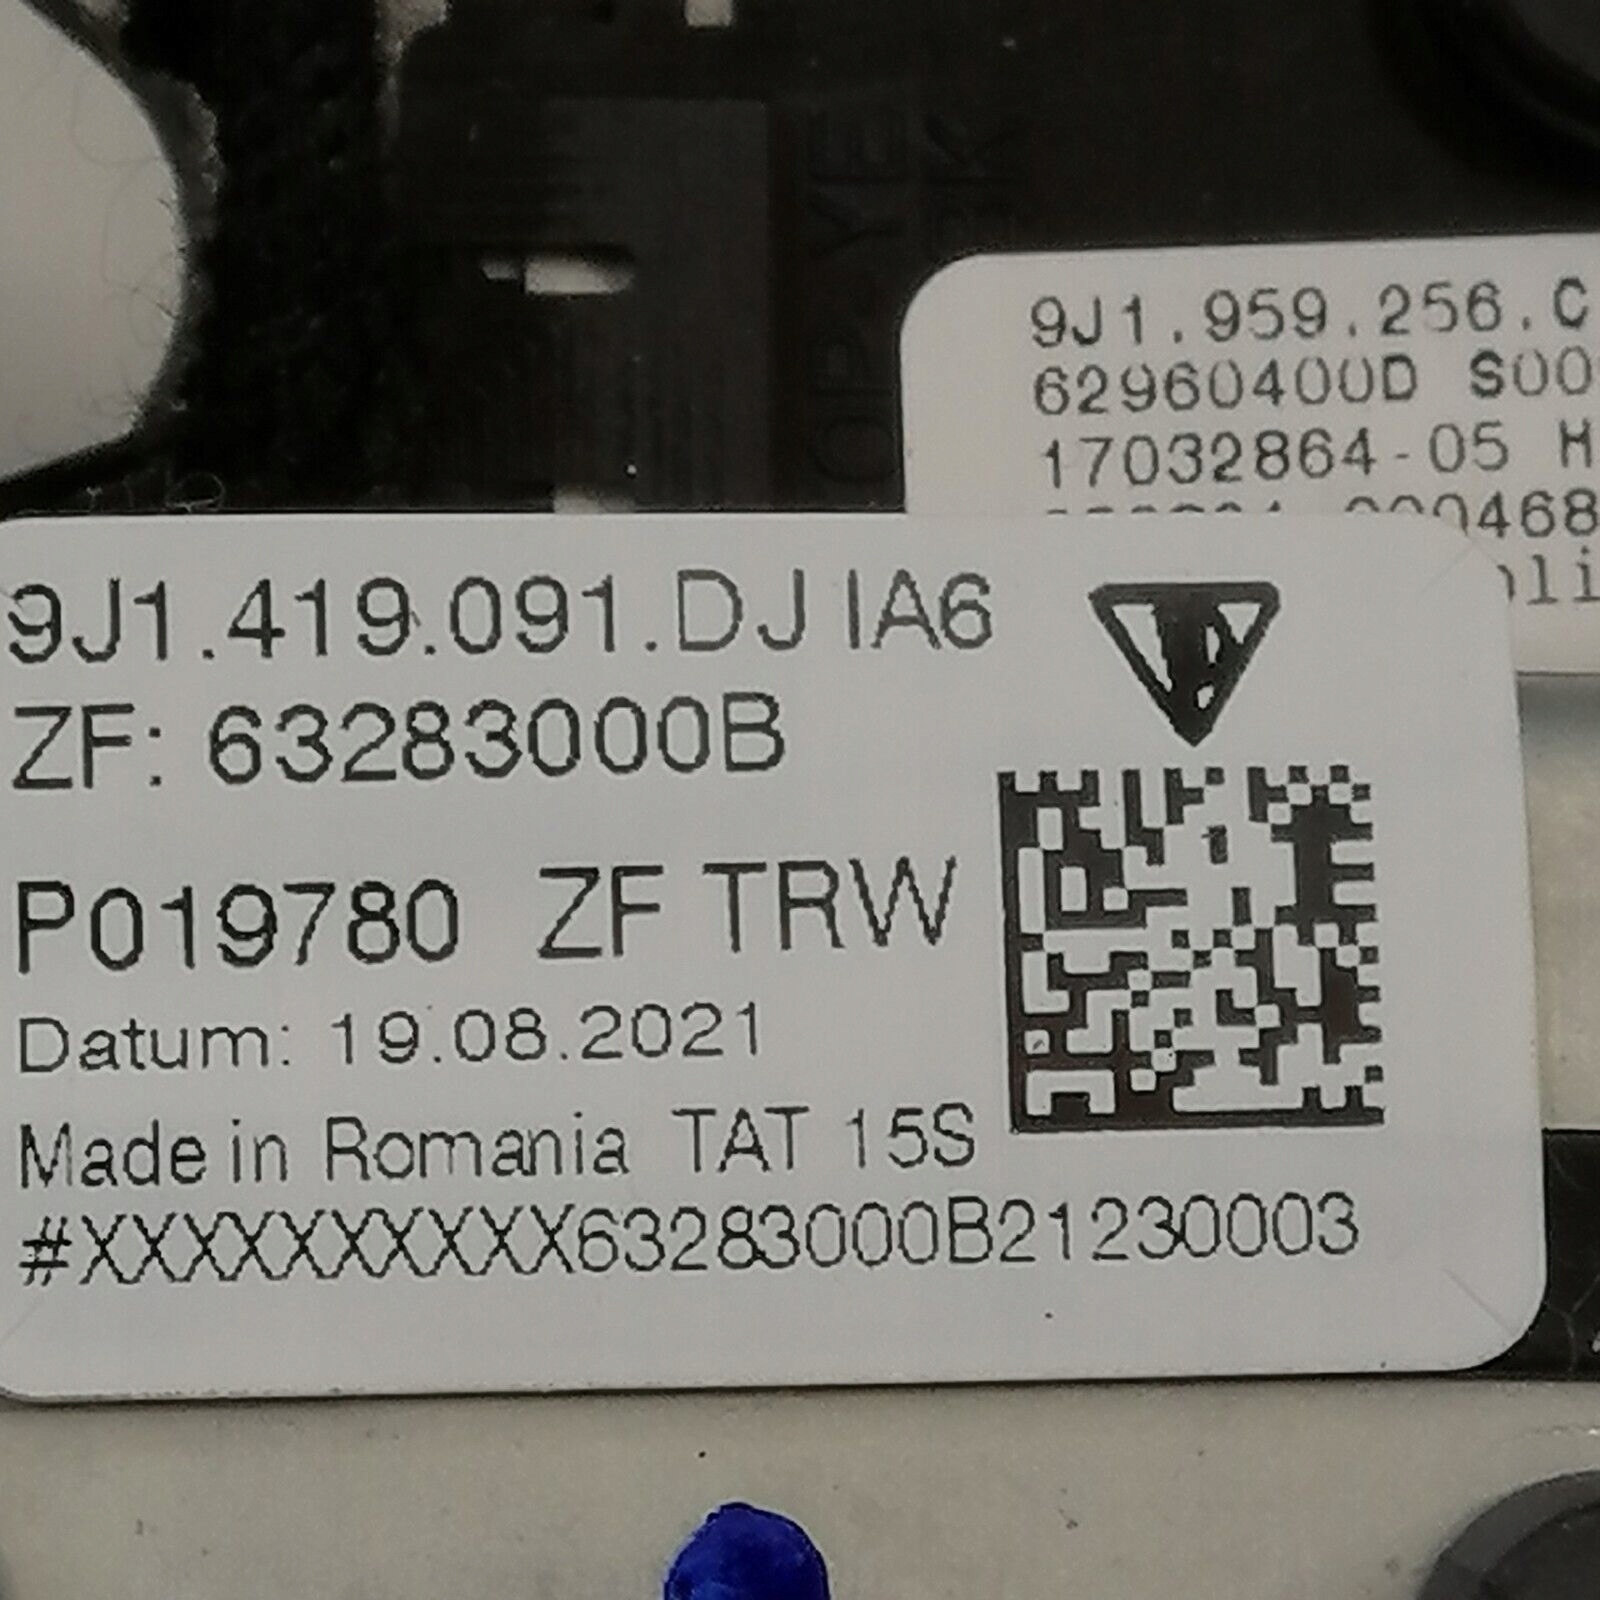 9J1.959.256.C
62960400D S00
17032864-05 H
0468
9J1.419.091.DJ IA6
ZF: 63283000B
P019780 ZF TRW
Datum: 19.08.2021
Made in Romania TAT 15S
#XXXXXXXXXX63283000B21230003